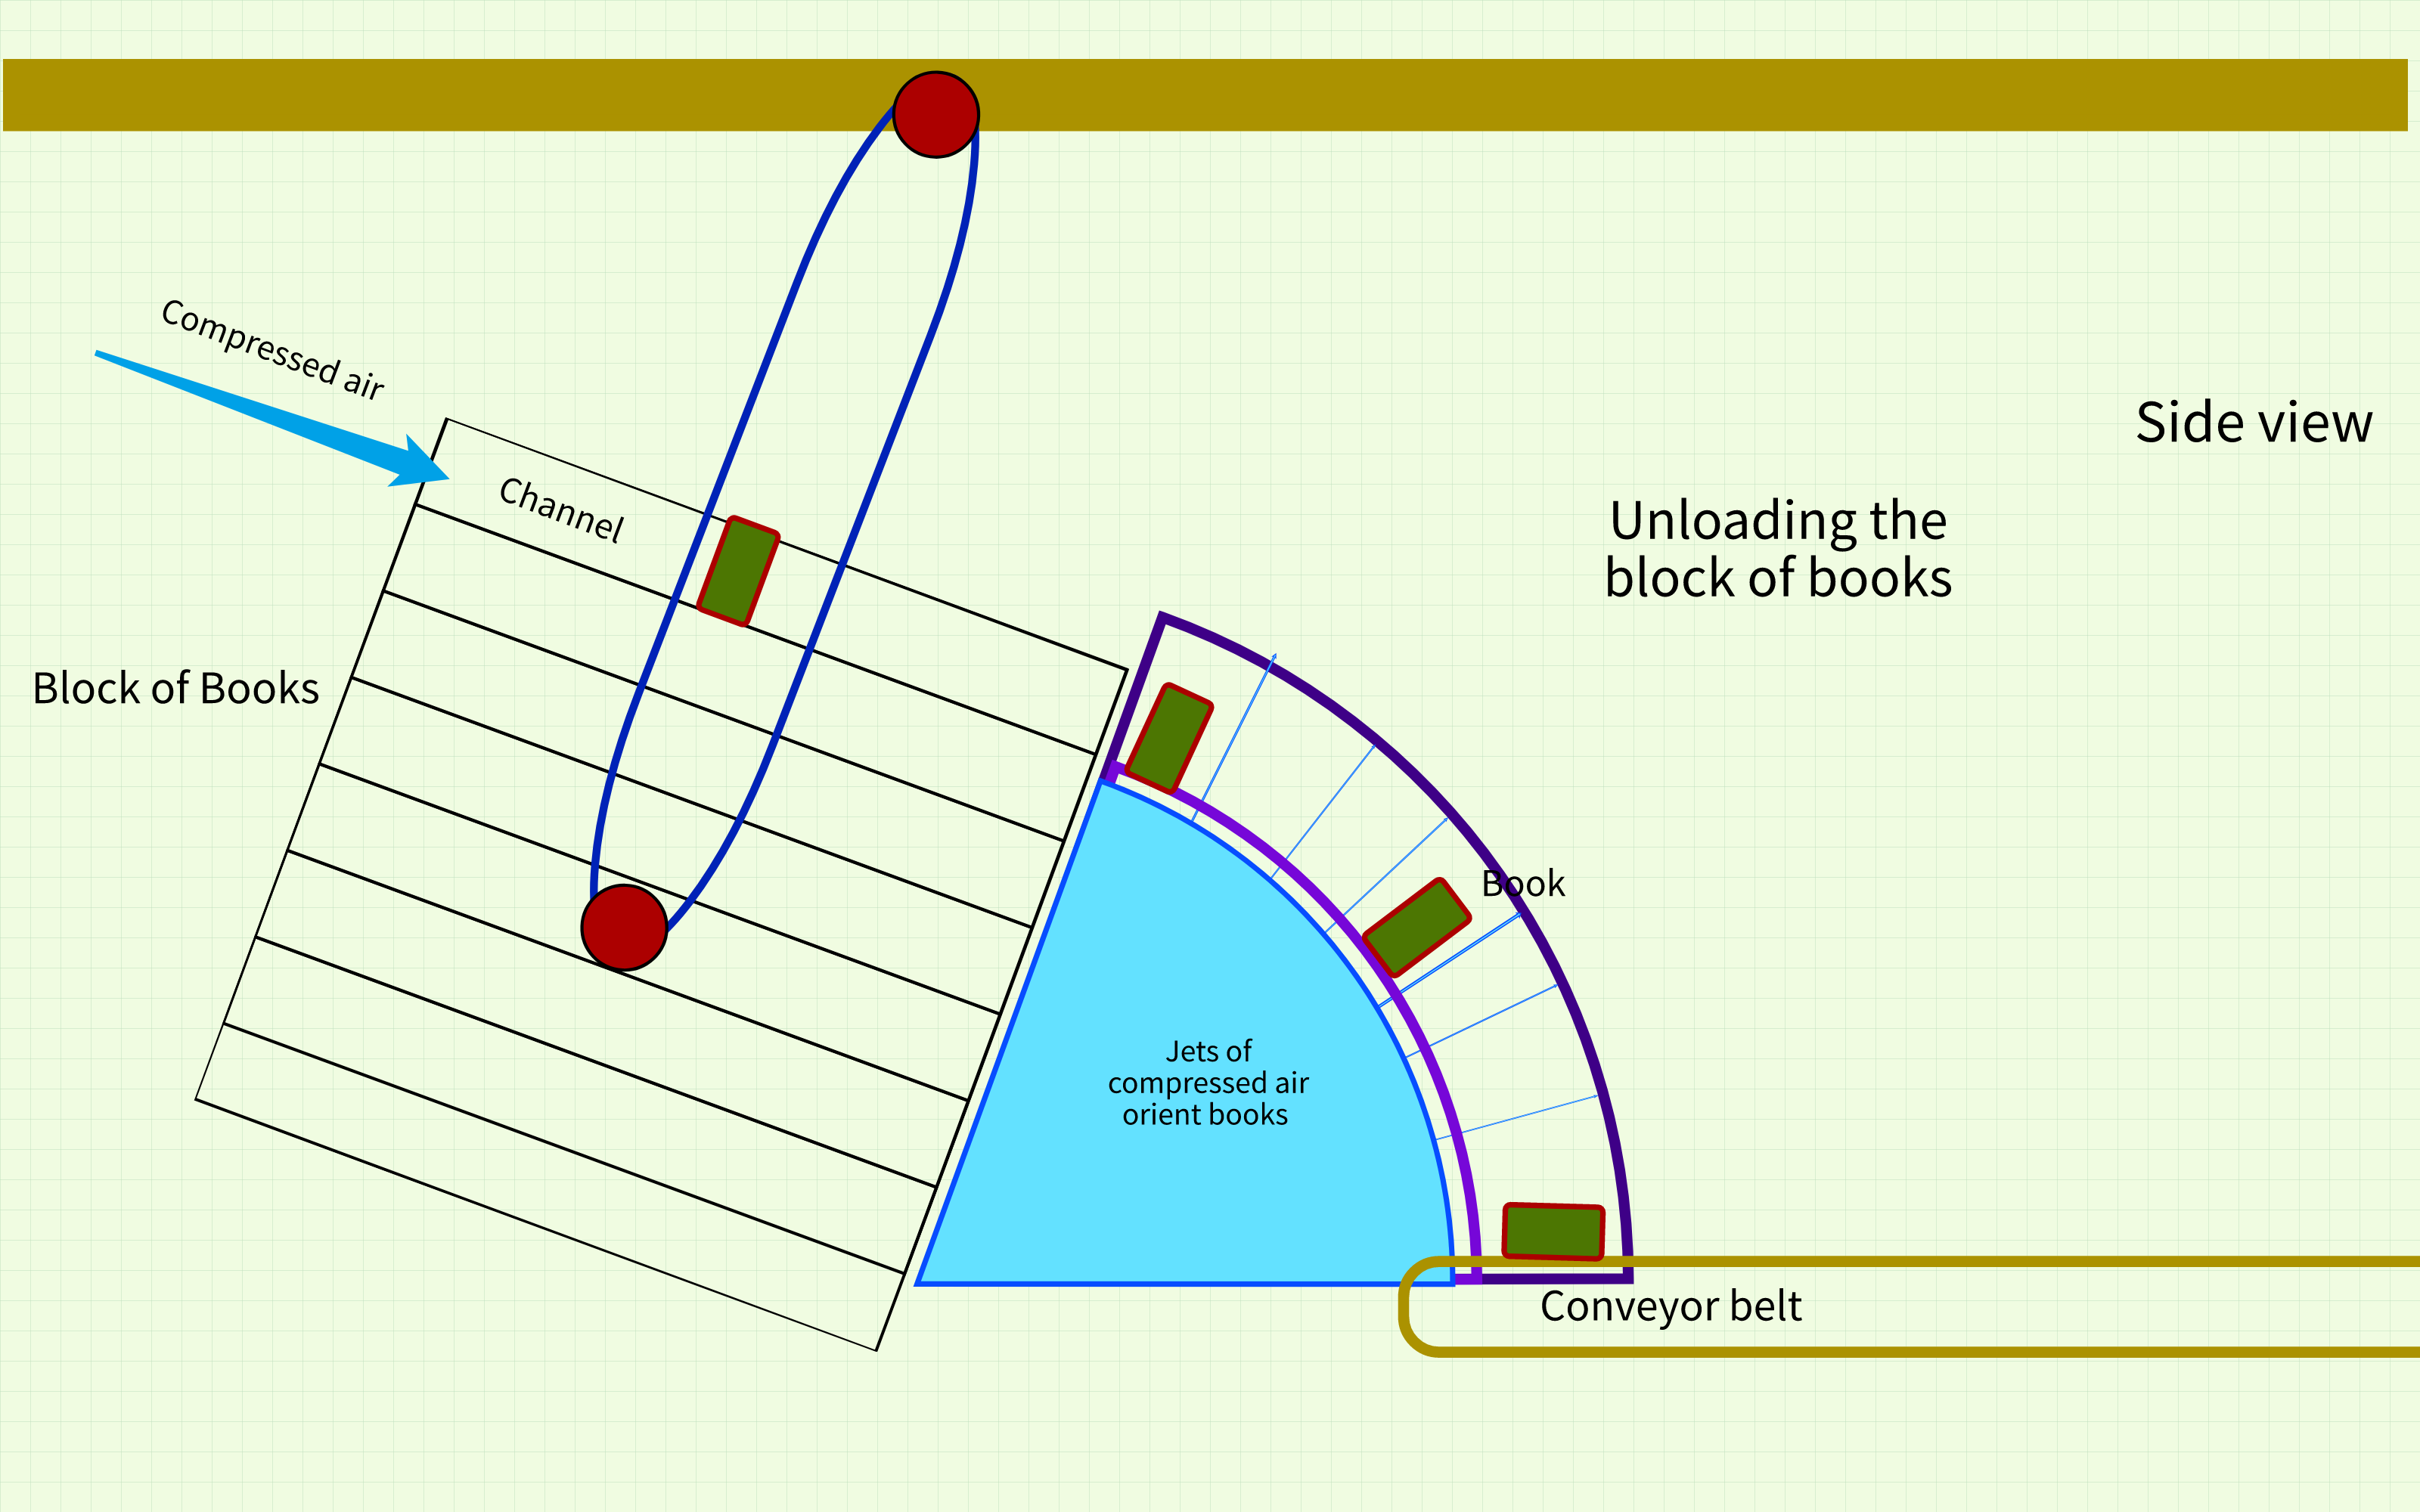 Compressed air
Side view
Channel
Unloading the
block of books
Block of Books
Book
Jets of
compressed air
orient books
Conveyor belt